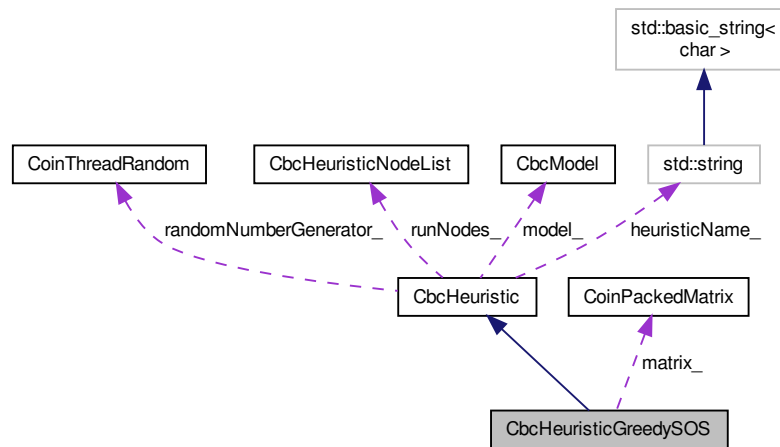 std::basic_string<
char >
CoinThreadRandom
CbcHeuristicNodeList
CbcModel
std::string
randomNumberGenerator_
runNodes_
model_
heuristicName_
CbcHeuristic
CoinPackedMatrix
matrix_
CbcHeuristicGreedySOS